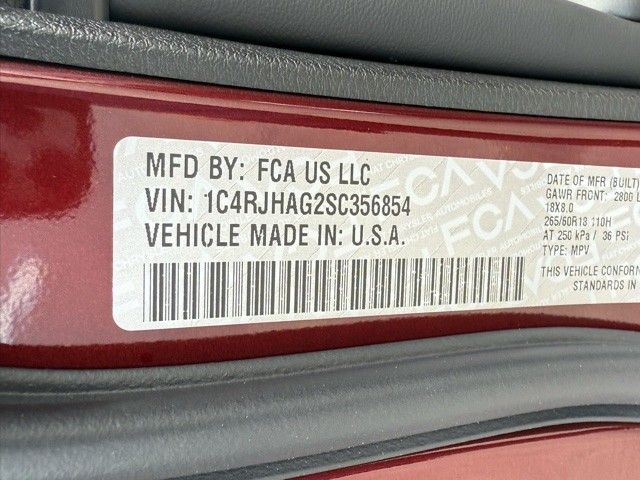 MFD BY: FCA US LLC
VIN: 1C4RJHAG2SC356854
VEHICLE MADE IN: U.S.A.
DATE OF MFR (BUILT)
GAWR FRONT: 2800 L
18X8.0
265/60R18 110H
AT 250 kPa / 36 PSI
TYPE: MPV
THIS VEHICLE CONFORM
STANDARDS IN